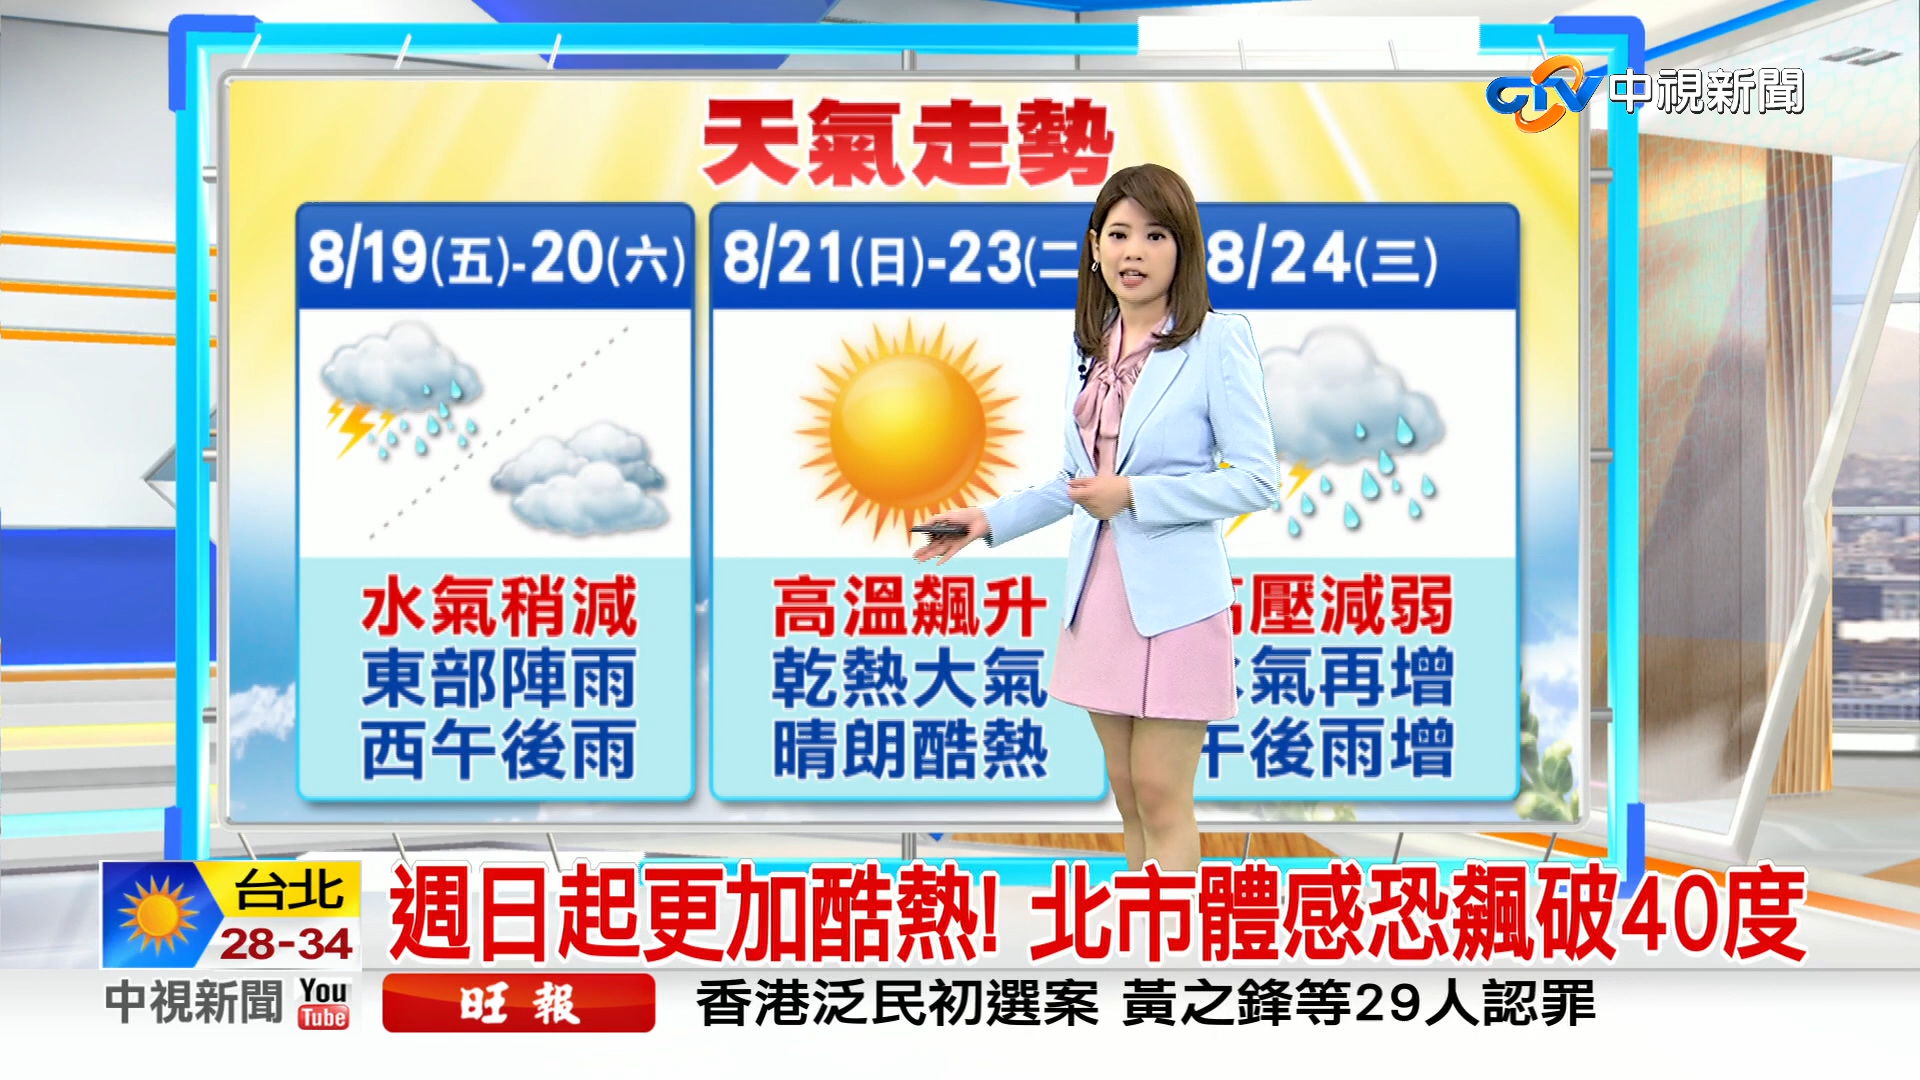 CTV中視新聞
天氣走勢
8/19(五)-20(六)
水氣稍減
東部陣雨
西午後雨
8/21(日)-23(二
高溫飆升
乾熱大氣
晴朗酷熱
8/24(三)
壓減弱
氣再增
午後雨增
台北
28-34
週日起更加酷熱! 北市體感恐飆破40度
中視新聞 YouTube
旺報
香港泛民初選案 黃之鋒等29人認罪